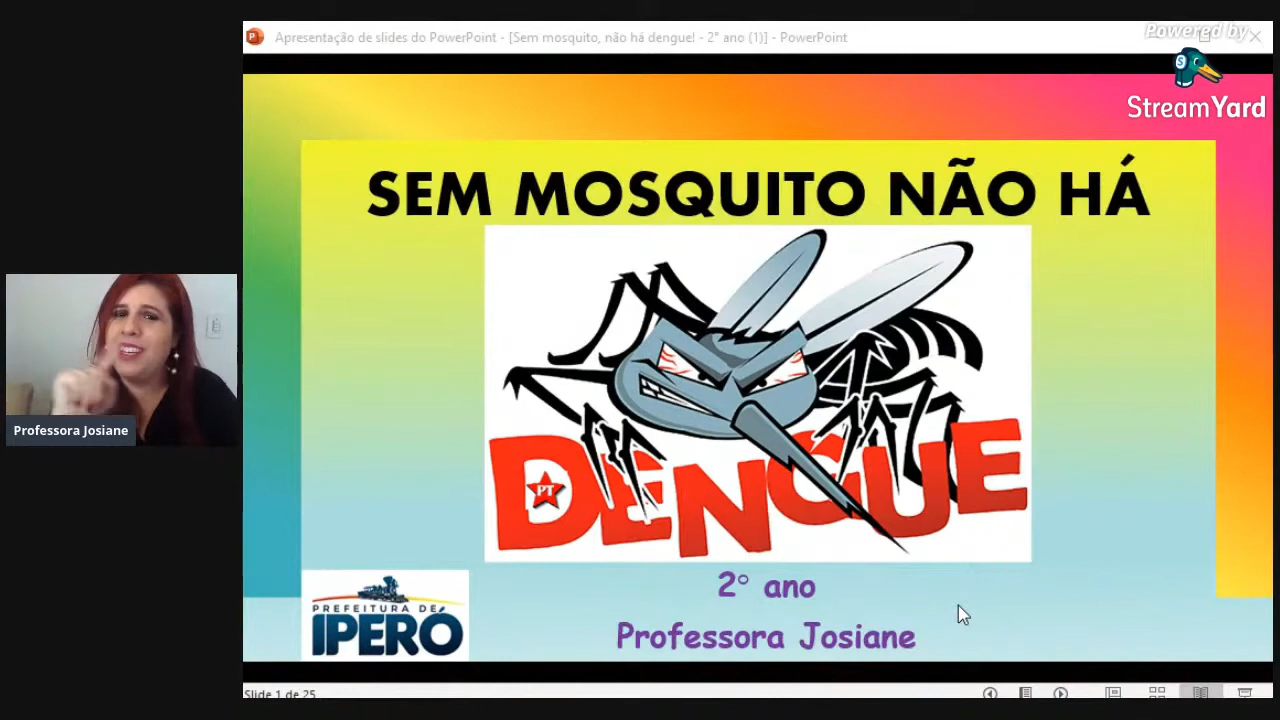 Apresentação de slides do PowerPoint - [Sem mosquito, não há dengue! - 2° ano (1)] - PowerPoint
Powered by
StreamYard
SEM MOSQUITO NÃO HÁ
DENGUE
PT
2° ano
Professora Josiane
PREFEITURA DE
IPERÓ
Professora Josiane
Slide 1 de 25